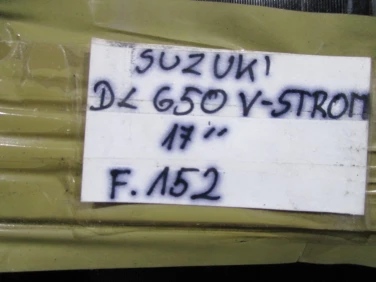 SUZUKI
DL 650 V-STROM
17"
F. 152